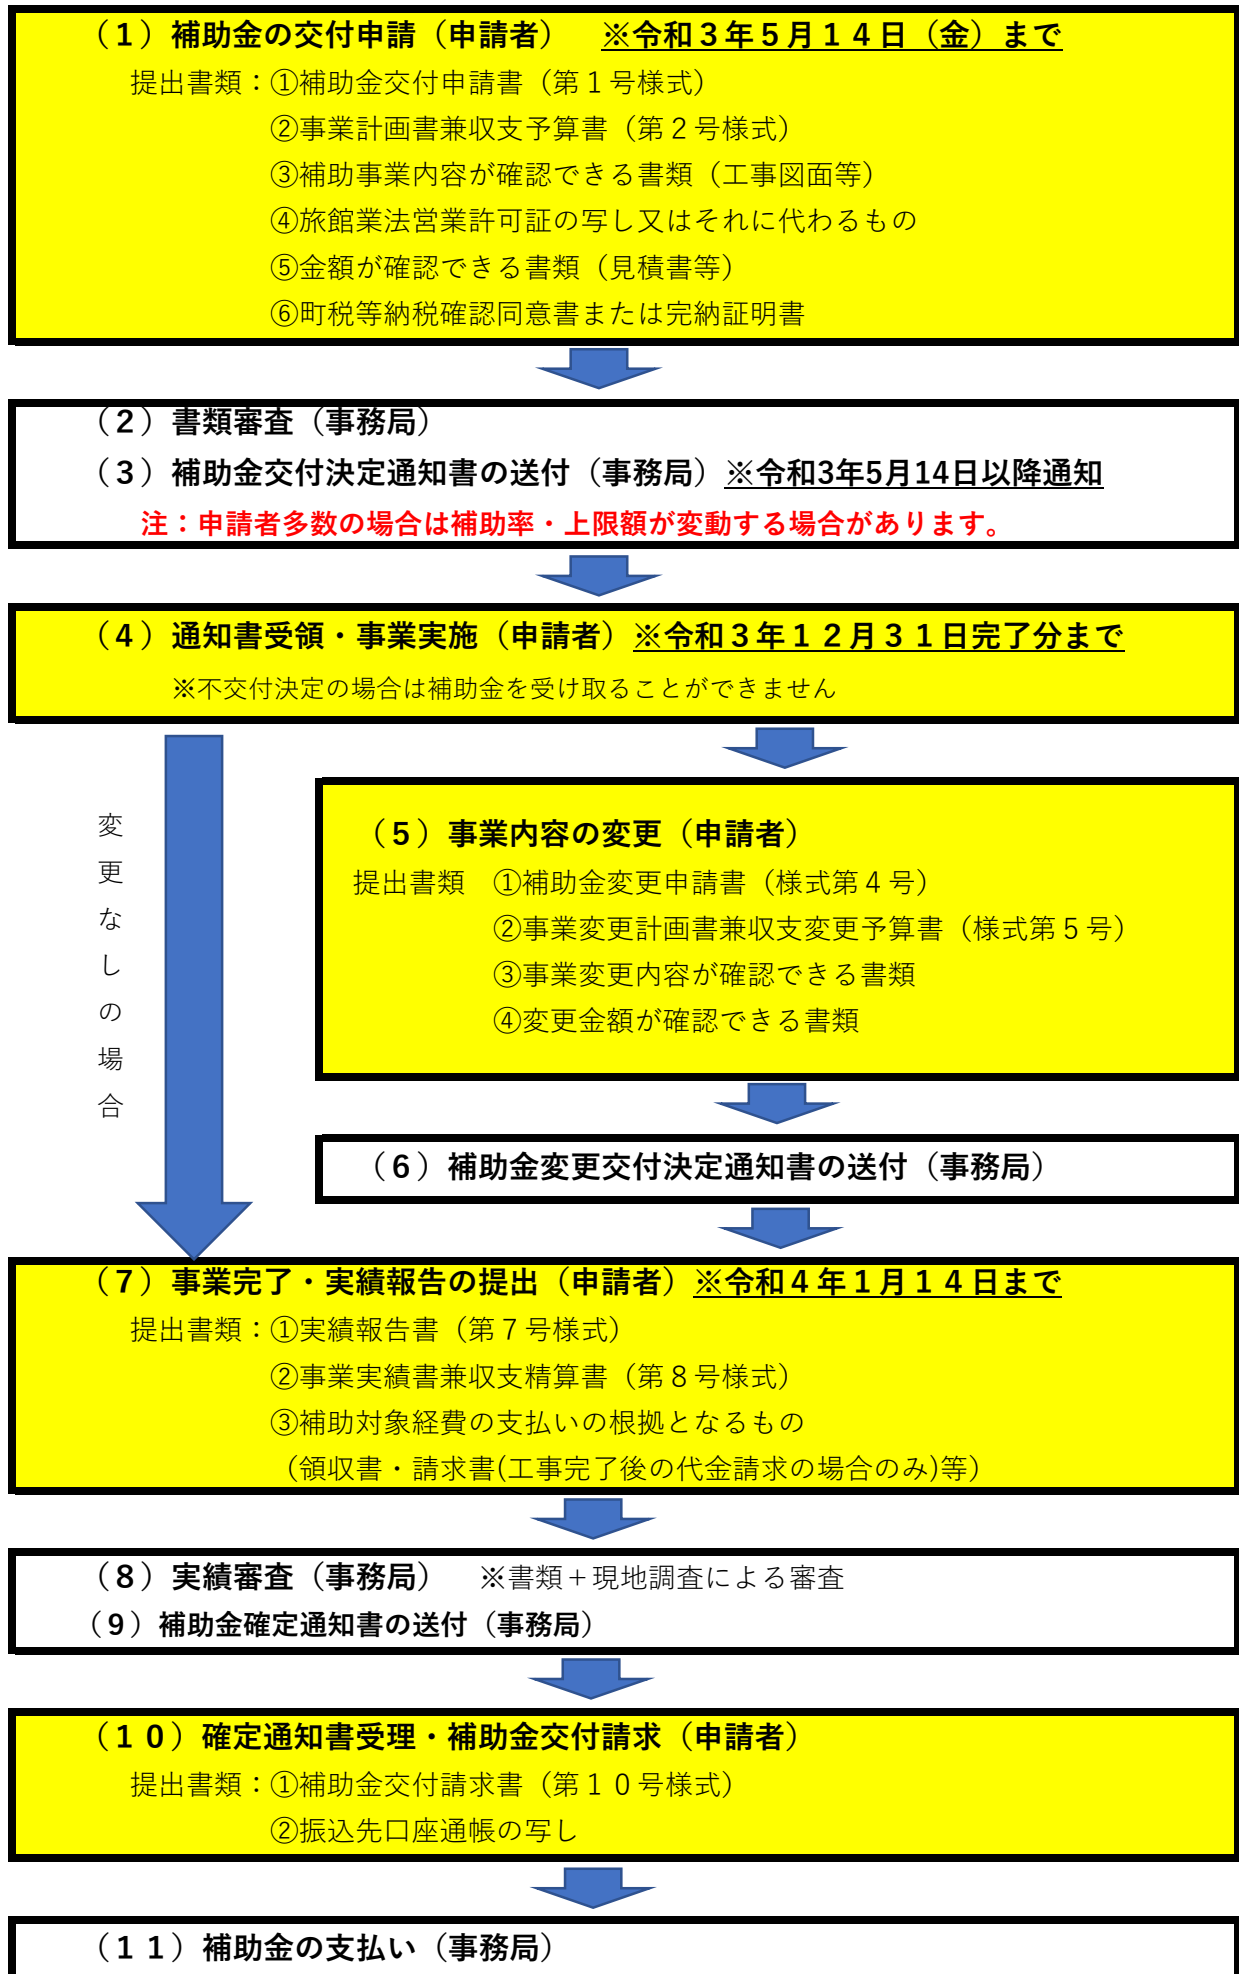 （１）補助金の交付申請（申請者）　※令和３年５月１４日（金）まで
提出書類：①補助金交付申請書（第１号様式）
②事業計画書兼収支予算書（第２号様式）
③補助事業内容が確認できる書類（工事図面等）
④旅館業法営業許可証の写し又はそれに代わるもの
⑤金額が確認できる書類（見積書等）
⑥町税等納税確認同意書または完納証明書
（２）書類審査（事務局）
（３）補助金交付決定通知書の送付（事務局）※令和3年5月14日以降通知
注：申請者多数の場合は補助率・上限額が変動する場合があります。
（４）通知書受領・事業実施（申請者）※令和３年１２月３１日完了分まで
※不交付決定の場合は補助金を受け取ることができません
変更なしの場合
（５）事業内容の変更（申請者）
提出書類　①補助金変更申請書（様式第４号）
②事業変更計画書兼収支変更予算書（様式第５号）
③事業変更内容が確認できる書類
④変更金額が確認できる書類
（６）補助金変更交付決定通知書の送付（事務局）
（７）事業完了・実績報告の提出（申請者）※令和４年１月１４日まで
提出書類：①実績報告書（第７号様式）
②事業実績書兼収支精算書（第８号様式）
③補助対象経費の支払いの根拠となるもの
（領収書・請求書(工事完了後の代金請求の場合のみ)等）
（８）実績審査（事務局）　※書類＋現地調査による審査
（９）補助金確定通知書の送付（事務局）
（１０）確定通知書受理・補助金交付請求（申請者）
提出書類：①補助金交付請求書（第１０号様式）
②振込先口座通帳の写し
（１１）補助金の支払い（事務局）